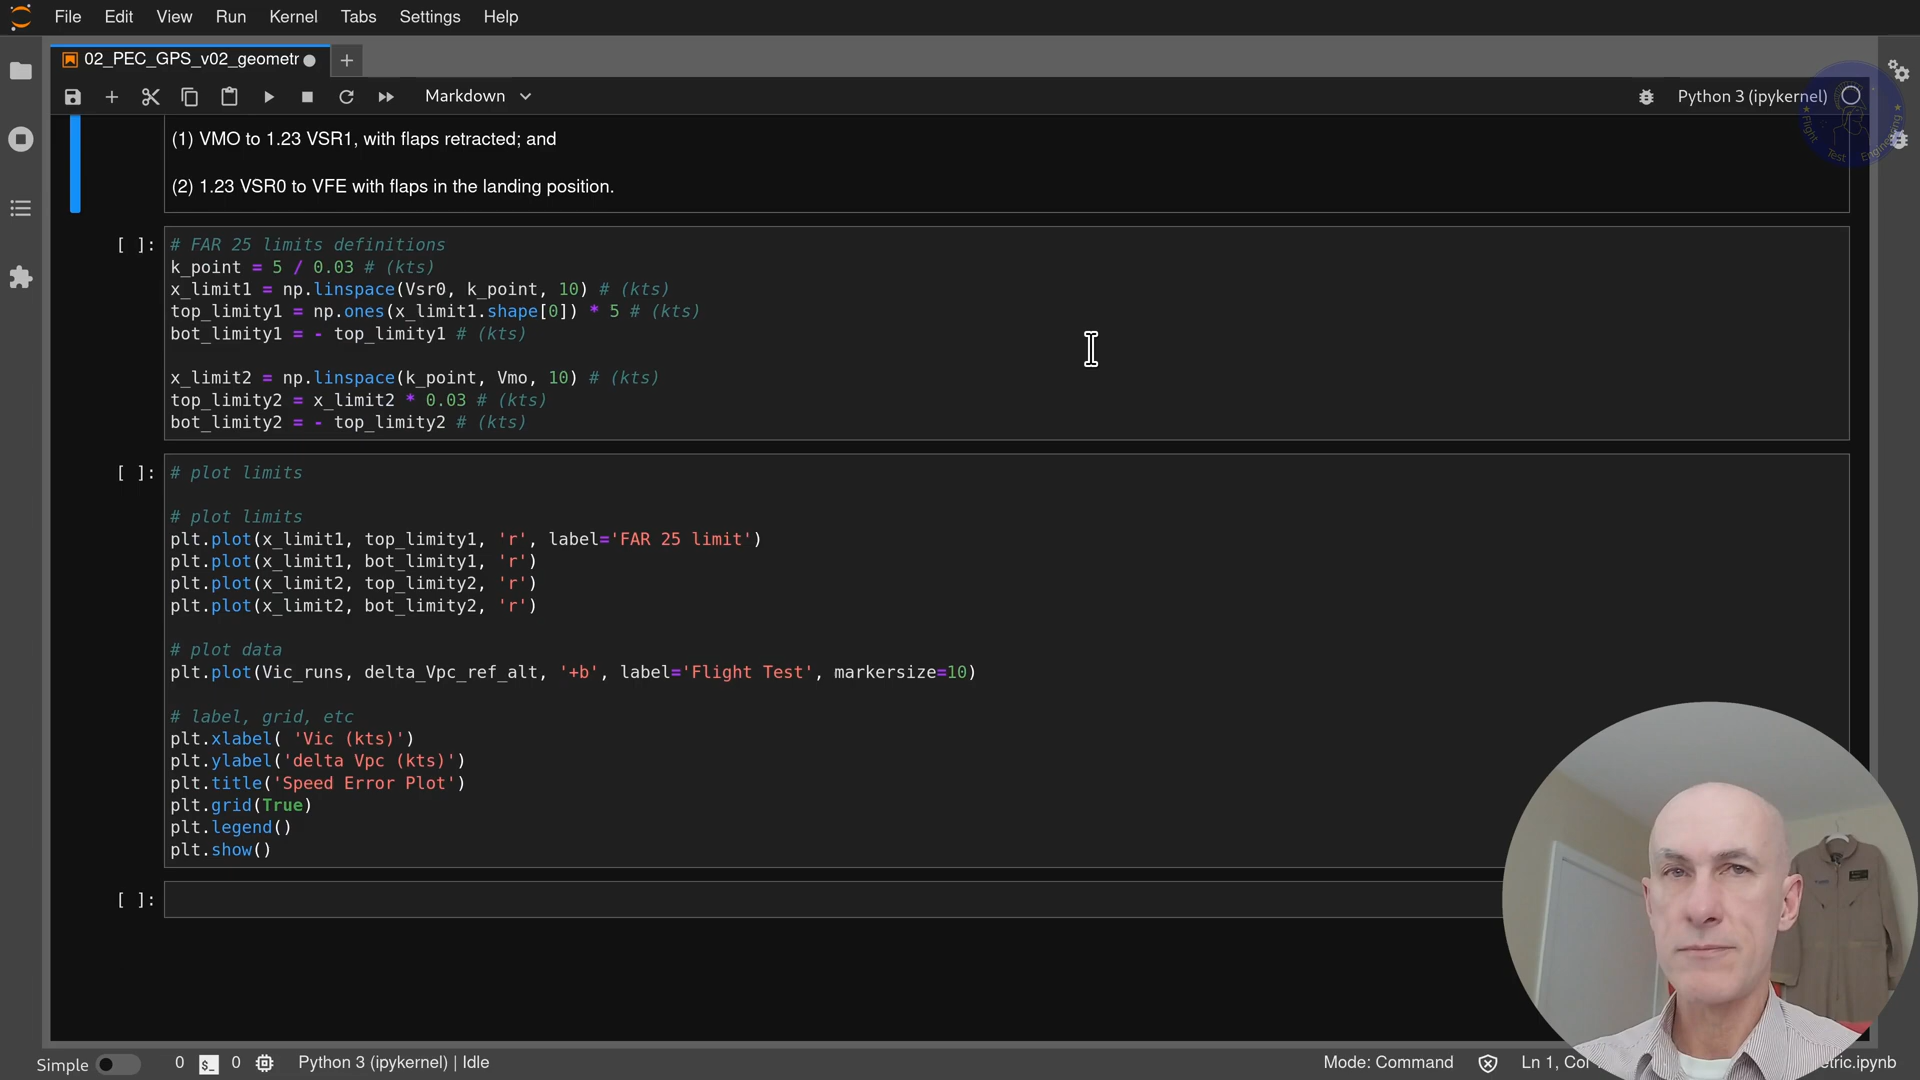 File Edit View Run Kernel Tabs Settings Help
02_PEC_GPS_v02_geometr
Markdown
Python 3 (ipykernel)
Flight Test Engineering
(1) VMO to 1.23 VSR1, with flaps retracted; and
(2) 1.23 VSR0 to VFE with flaps in the landing position.
[ ]:
# FAR 25 limits definitions
k_point = 5 / 0.03 # (kts)
x_limit1 = np.linspace(Vsr0, k_point, 10) # (kts)
top_limity1 = np.ones(x_limit1.shape[0]) * 5 # (kts)
bot_limity1 = - top_limity1 # (kts)
x_limit2 = np.linspace(k_point, Vmo, 10) # (kts)
top_limity2 = x_limit2 * 0.03 # (kts)
bot_limity2 = - top_limity2 # (kts)
[ ]:
# plot limits
# plot limits
plt.plot(x_limit1, top_limity1, 'r', label='FAR 25 limit')
plt.plot(x_limit1, bot_limity1, 'r')
plt.plot(x_limit2, top_limity2, 'r')
plt.plot(x_limit2, bot_limity2, 'r')
# plot data
plt.plot(Vic_runs, delta_Vpc_ref_alt, '+b', label='Flight Test', markersize=10)
# label, grid, etc
plt.xlabel( 'Vic (kts)')
plt.ylabel('delta Vpc (kts)')
plt.title('Speed Error Plot')
plt.grid(True)
plt.legend()
plt.show()
[ ]:
Simple 0 $_ 0 Python 3 (ipykernel) | Idle Mode: Command Ln 1, Col tric.ipynb